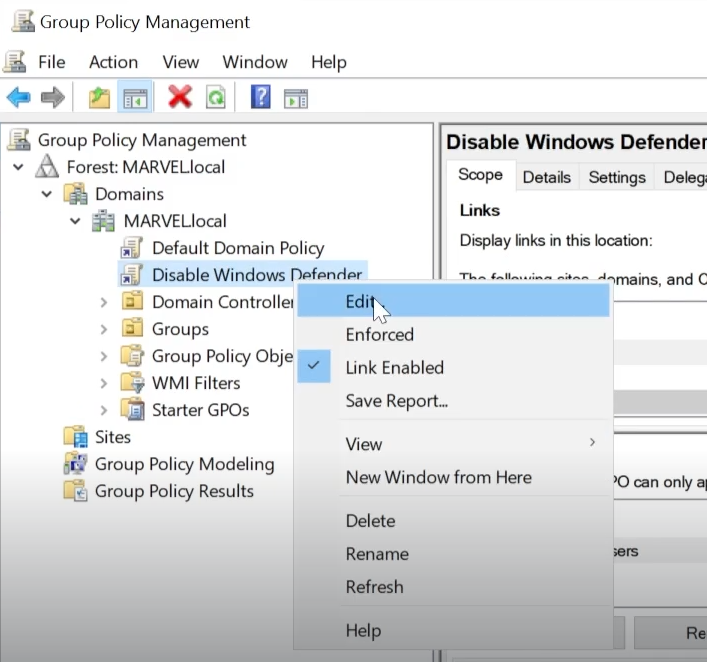 Group Policy Management
File Action View Window Help
Group Policy Management
Forest: MARVEL.local
Domains
MARVEL.local
Default Domain Policy
Disable Windows Defender
Domain Controller
Groups
Group Policy Obje
WMI Filters
Starter GPOs
Sites
Group Policy Modeling
Group Policy Results
Disable Windows Defender
Scope Details Settings Delega
Links
Display links in this location:
The following sites, domains, and O
Edit...
Enforced
Link Enabled
Save Report...
View
New Window from Here
Delete
Rename
Refresh
Help
PO can only ap
sers
Re